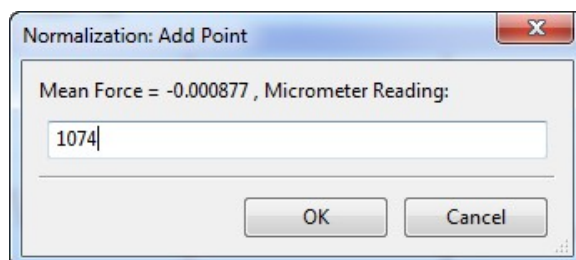 Normalization: Add Point
Mean Force = -0.000877 , Micrometer Reading:
1074
OK Cancel